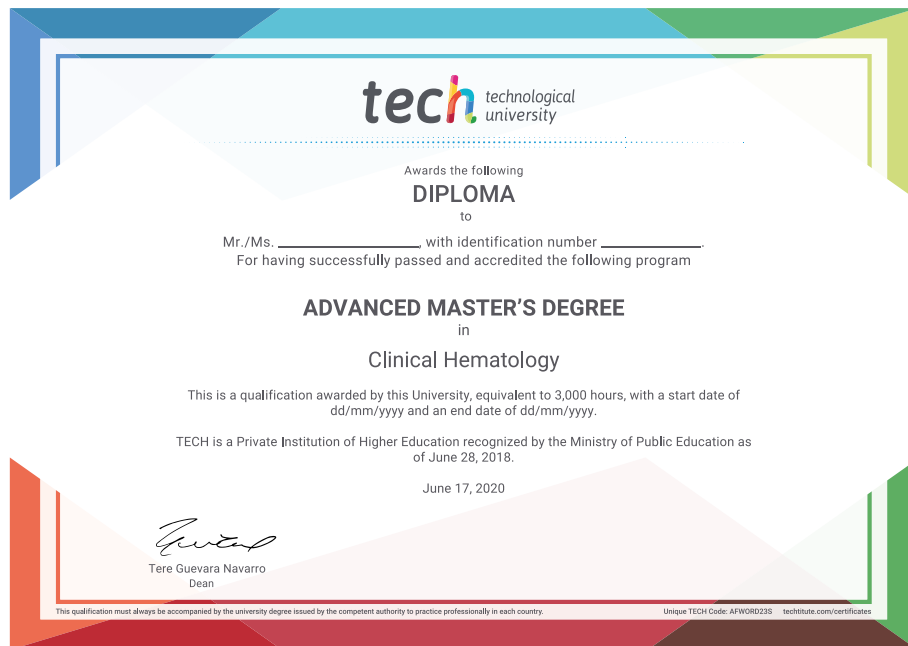 tech technological
university
Awards the following
DIPLOMA
to
Mr./Ms. ____________, with identification number ____________.
For having successfully passed and accredited the following program
ADVANCED MASTER'S DEGREE
in
Clinical Hematology
This is a qualification awarded by this University, equivalent to 3,000 hours, with a start date of
dd/mm/yyyy and an end date of dd/mm/yyyy.
TECH is a Private Institution of Higher Education recognized by the Ministry of Public Education as
of June 28, 2018.
June 17, 2020
Tere Guevara Navarro
Dean
This qualification must always be accompanied by the university degree issued by the competent authority to practice professionally in each country. Unique TECH Code: AFWORD23S techtitute.com/certificates